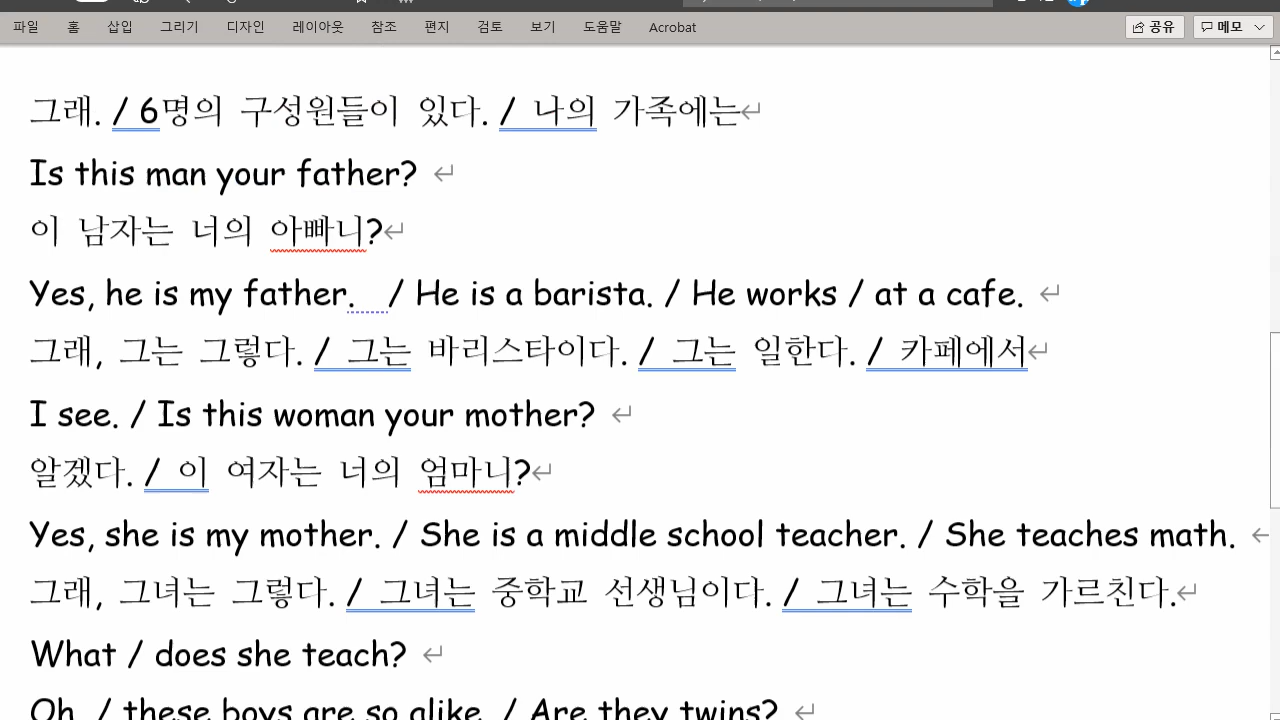 파일 홈 삽입 그리기 디자인 레이아웃 참조 편지 검토 보기 도움말 Acrobat 공유 메모
그래. / 6명의 구성원들이 있다. / 나의 가족에는
Is this man your father?
이 남자는 너의 아빠니?
Yes, he is my father. / He is a barista. / He works / at a cafe.
그래, 그는 그렇다. / 그는 바리스타이다. / 그는 일한다. / 카페에서
I see. / Is this woman your mother?
알겠다. / 이 여자는 너의 엄마니?
Yes, she is my mother. / She is a middle school teacher. / She teaches math.
그래, 그녀는 그렇다. / 그녀는 중학교 선생님이다. / 그녀는 수학을 가르친다.
What / does she teach?
Oh, / these boys are so alike. / Are they twins?